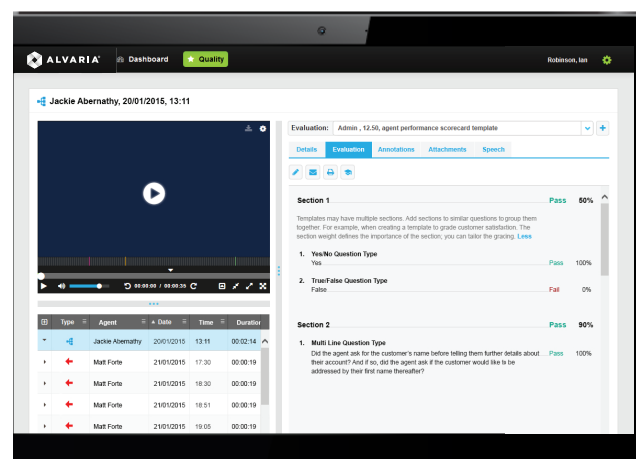 ALVARIA
Dashboard
Quality
Robinson, Ian
Jackie Abernathy, 20/01/2015, 13:11
Evaluation: Admin , 12.50, agent performance scorecard template
Details Evaluation Annotations Attachments Speech
Section 1 Pass 50%
Templates may have multiple sections. Add sections to similar questions to group them
together. For example, when creating a template to grade customer satisfaction. The
section weight defines the importance of the section; you can tailor the gracing. Less
1. Yes/No Question Type
Yes Pass 100%
2. True/False Question Type
False Fail 0%
Section 2 Pass 90%
1. Multi Line Question Type
Did the agent ask for the customer's name before telling them further details about Pass 100%
their account? And if so, did the agent ask if the customer would like to be
addressed by their first name thereafter?
00:00:00 / 00:00:39
Type Agent Date Time Duration
Jackie Abernathy 20/01/2015 13:11 00:02:14
Matt Forte 21/01/2015 17:30 00:00:19
Matt Forte 21/01/2015 18:30 00:00:19
Matt Forte 21/01/2015 18:51 00:00:19
Matt Forte 21/01/2015 19:05 00:00:19